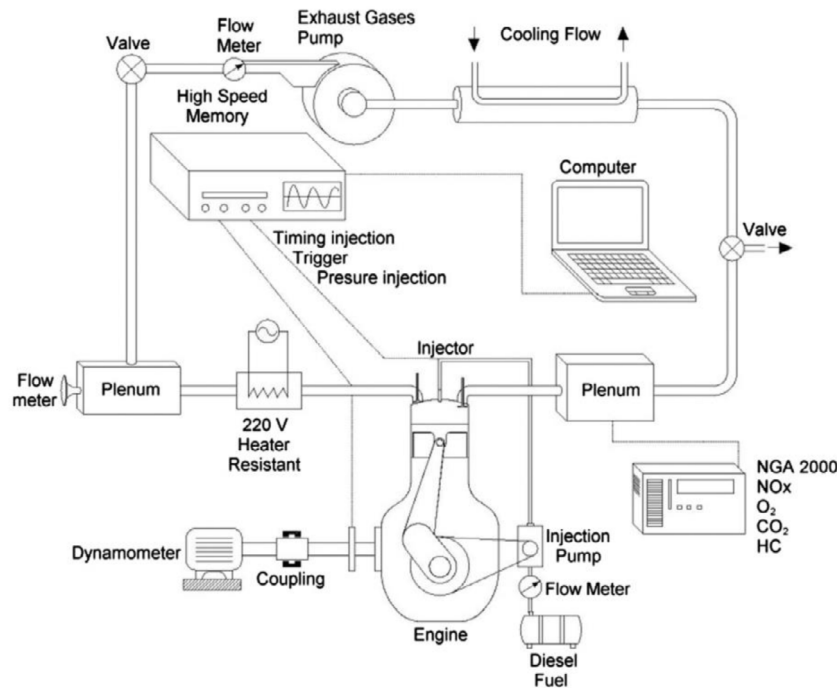 Valve
Flow
Meter
Exhaust Gases
Pump
Cooling Flow
High Speed
Memory
Computer
Valve
Timing injection
Trigger
Presure injection
Injector
Flow
meter
Plenum
Plenum
220 V
Heater
Resistant
NGA 2000
NOx
O₂
CO₂
HC
Dynamometer
Coupling
Injection
Pump
Flow Meter
Engine
Diesel
Fuel